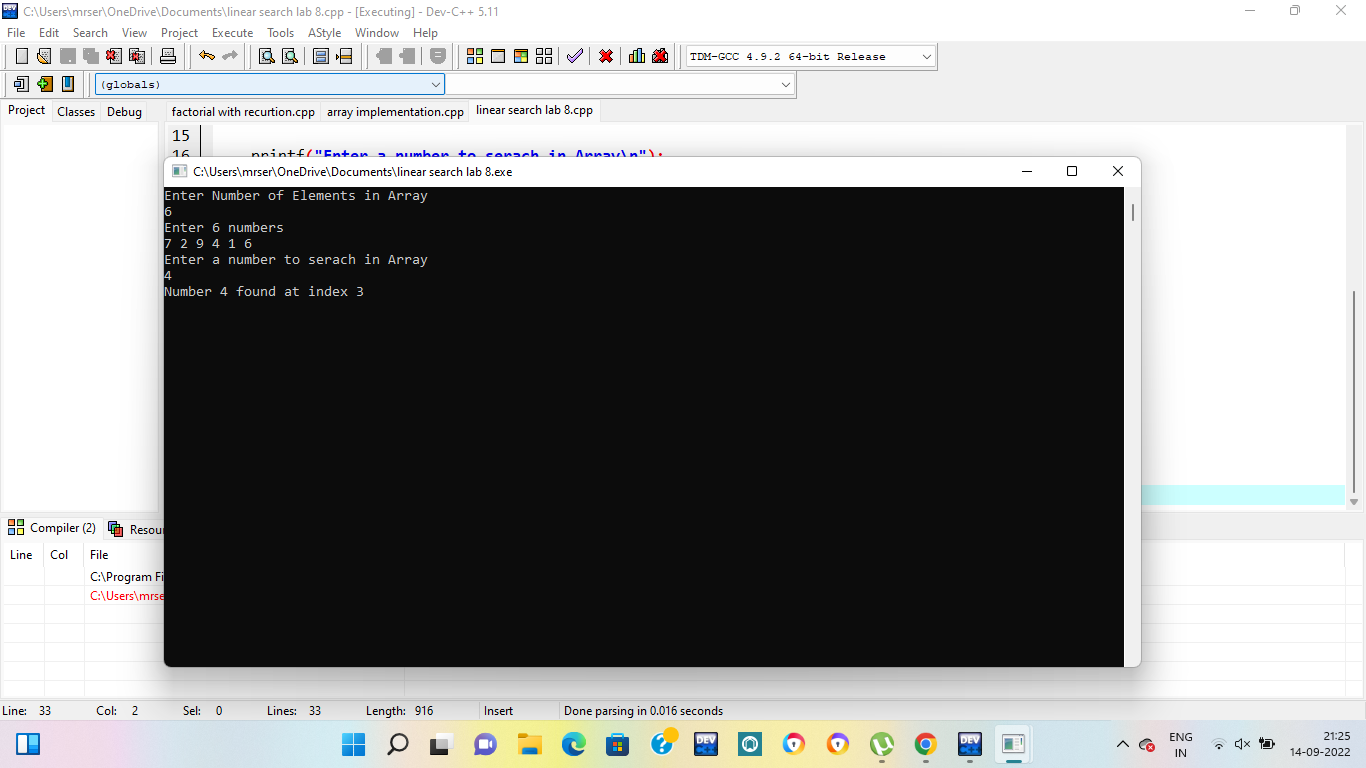 C:\Users\mrser\OneDrive\Documents\linear search lab 8.cpp - [Executing] - Dev-C++ 5.11
File Edit Search View Project Execute Tools AStyle Window Help
TDM-GCC 4.9.2 64-bit Release
(globals)
Project Classes Debug
factorial with recurtion.cpp array implementation.cpp linear search lab 8.cpp
15
16 printf("Enter a number to serach in Array\n");
C:\Users\mrser\OneDrive\Documents\linear search lab 8.exe
Enter Number of Elements in Array
6
Enter 6 numbers
7 2 9 4 1 6
Enter a number to serach in Array
4
Number 4 found at index 3
Compiler (2) Resou
Line Col File
C:\Program Fi
C:\Users\mrse
Line: 33 Col: 2 Sel: 0 Lines: 33 Length: 916 Insert Done parsing in 0.016 seconds
DEV DEV
ENG
IN
21:25
14-09-2022